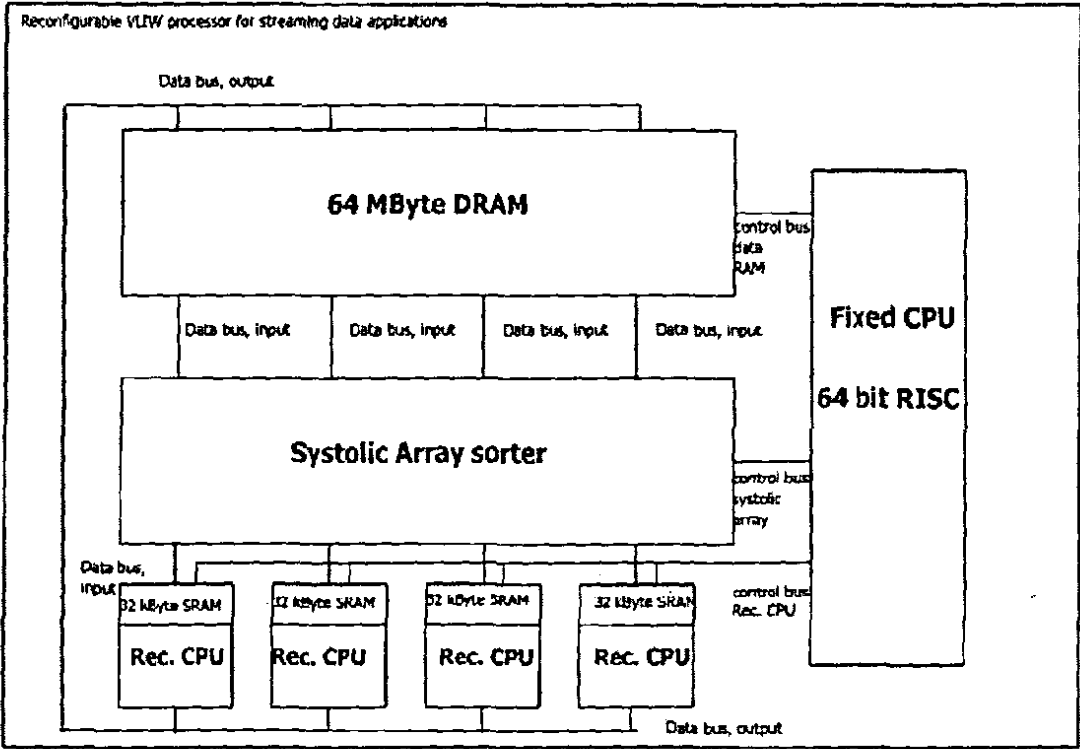 Reconfigurable VLIW processor for streaming data applications
Data bus, output
64 MByte DRAM
control bus
data
RAM
Data bus, input
Data bus, input
Data bus, input
Data bus, input
Fixed CPU
64 bit RISC
Systolic Array sorter
control bus
systolic
array
Data bus,
input
32 kByte SRAM
32 kByte SRAM
32 kByte SRAM
32 kByte SRAM
control bus
Rec. CPU
Rec. CPU
Rec. CPU
Rec. CPU
Rec. CPU
Data bus, output